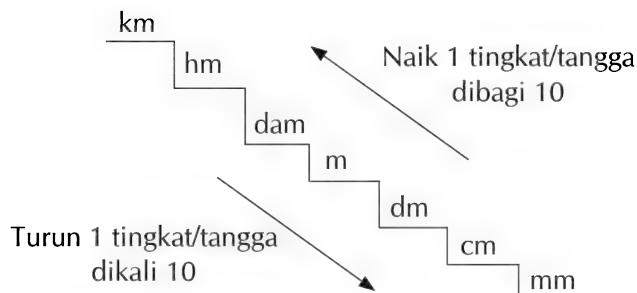 km
hm
Naik 1 tingkat/tangga
dibagi 10
dam
m
dm
Turun 1 tingkat/tangga
dikali 10
cm
mm